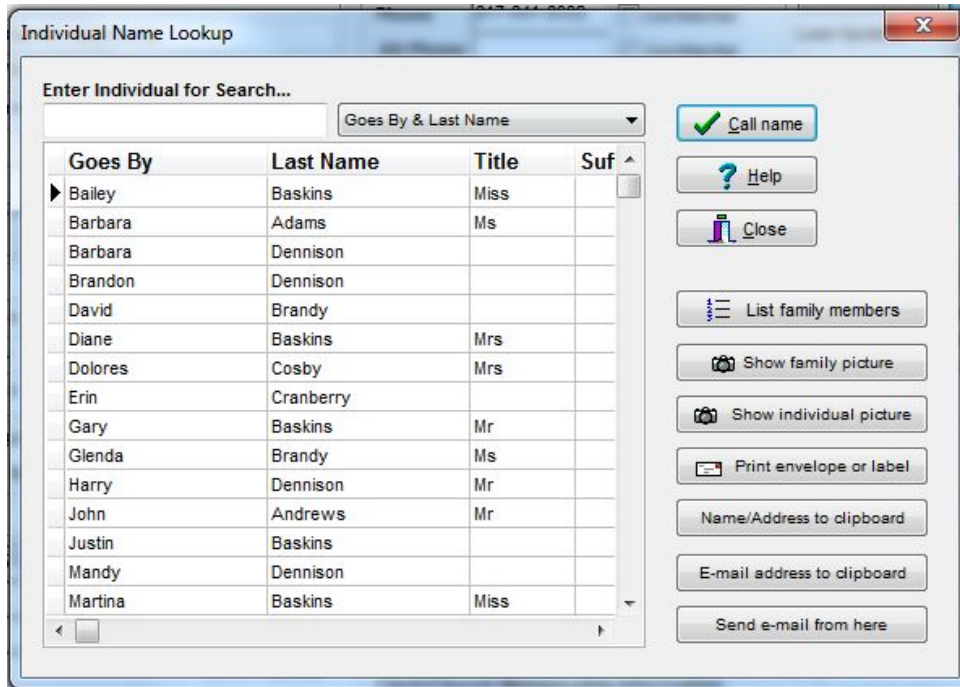 Individual Name Lookup
Enter Individual for Search...
Goes By & Last Name
Goes By Last Name Title Suf
Bailey Baskins Miss
Barbara Adams Ms
Barbara Dennison
Brandon Dennison
David Brandy
Diane Baskins Mrs
Dolores Cosby Mrs
Erin Cranberry
Gary Baskins Mr
Glenda Brandy Ms
Harry Dennison Mr
John Andrews Mr
Justin Baskins
Mandy Dennison
Martina Baskins Miss
Call name
Help
Close
List family members
Show family picture
Show individual picture
Print envelope or label
Name/Address to clipboard
E-mail address to clipboard
Send e-mail from here